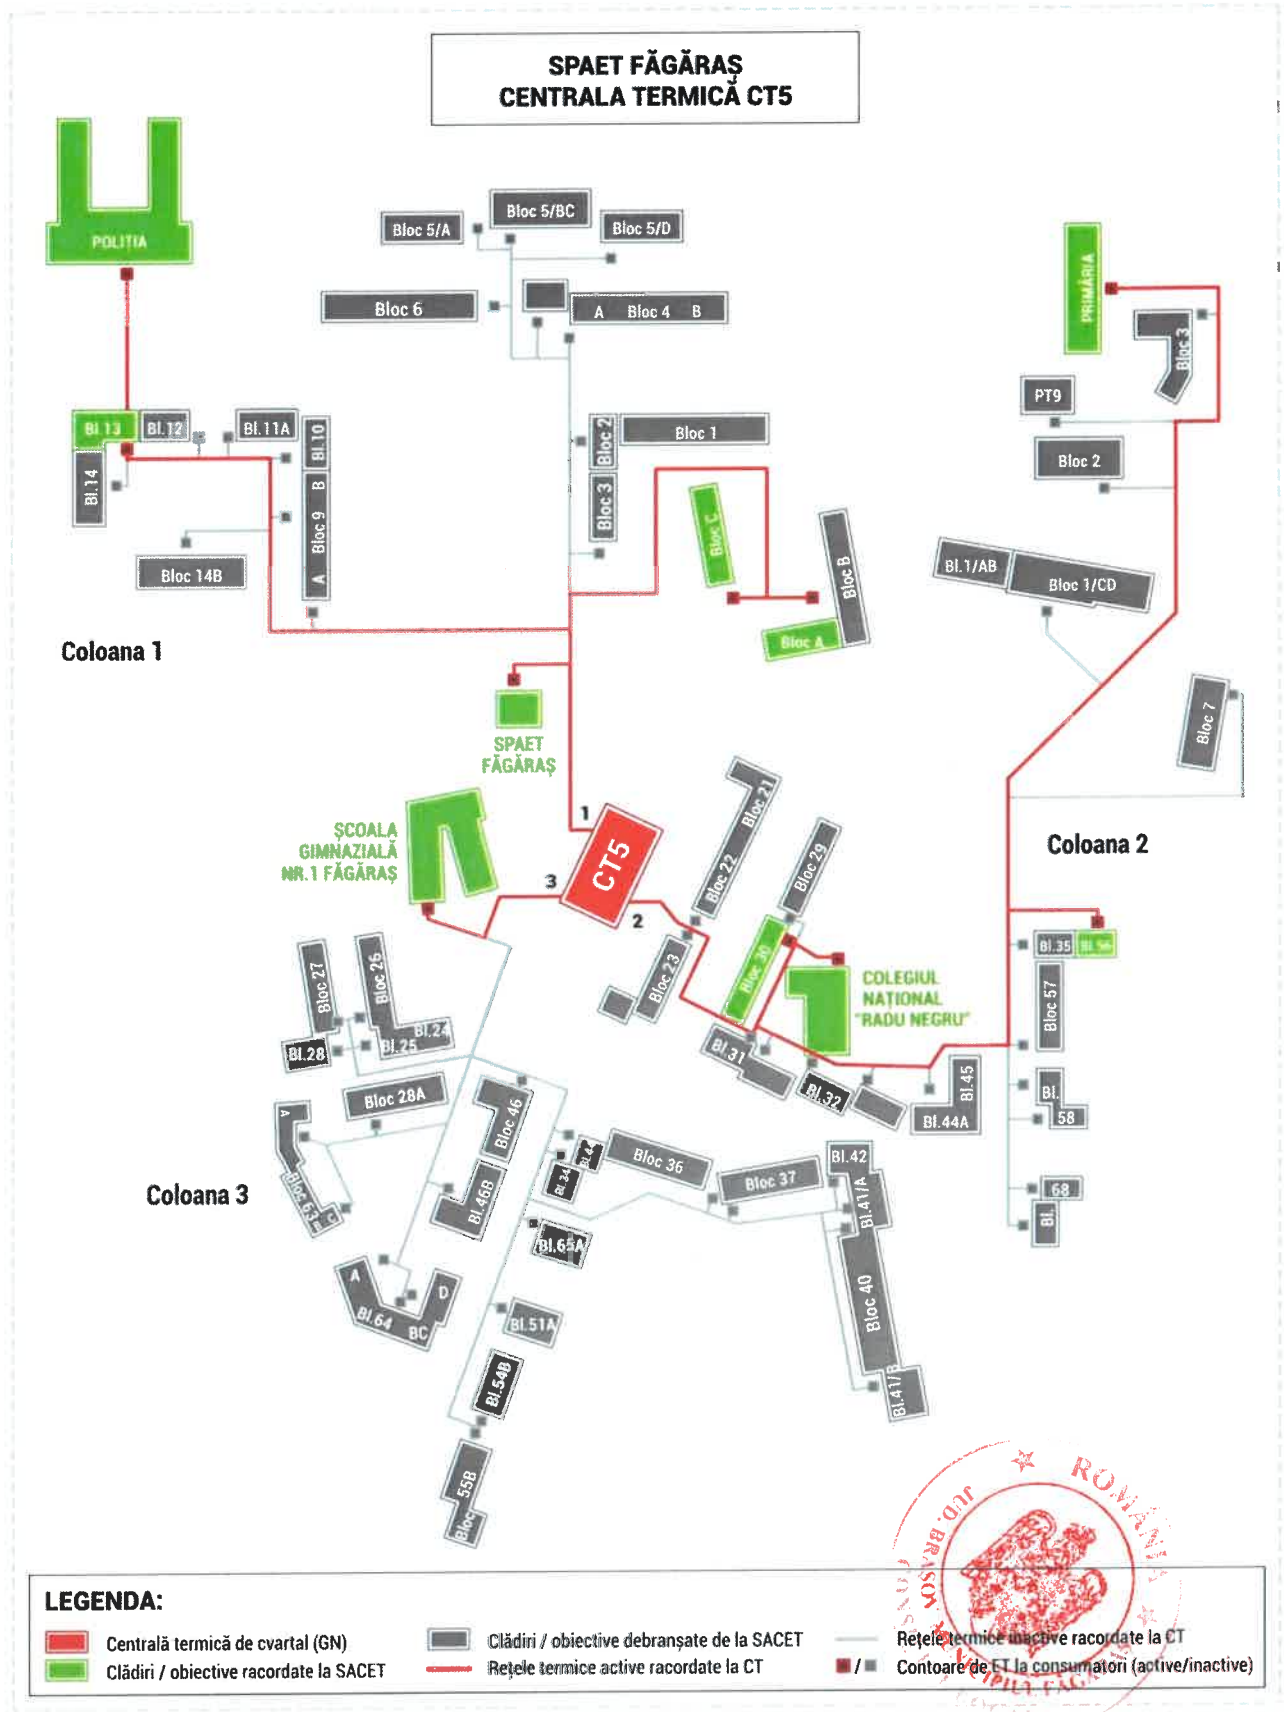 SPAET FĂGĂRAȘ
CENTRALA TERMICĂ CT5
POLIȚIA
Bloc 5/A
Bloc 5/BC
Bloc 5/D
Bloc 6
A Bloc 4 B
PRIMĂRIA
Bloc 3
PT9
Bloc 2
Bl.13
Bl.12
Bl.11A
Bl.10
Bl.14
Bloc 2
Bloc 1
Bloc 3
A Bloc 9 B
Bloc 14B
Bloc C
Bloc B
Bloc A
Bl.1/AB
Bloc 1/CD
Bloc 7
Coloana 1
SPAET
FĂGĂRAȘ
ȘCOALA
GIMNAZIALĂ
NR.1 FĂGĂRAȘ
1
CT5
3
2
Bloc 21
Bloc 22
Bloc 29
Coloana 2
Bloc 23
Bloc 30
COLEGIUL
NAȚIONAL
"RADU NEGRU"
Bl.35
Bl.56
Bloc 57
Bloc 27
Bloc 26
Bl.24
Bl.25
Bl.28
Bloc 28A
Bl.31
Bl.32
Bl.45
Bl.44A
Bl.
58
A
Bloc 63
C
Bloc 46
Bl.46B
Bl.34
Bl.4
Bloc 36
Bloc 37
Bl.42
Bl.41/A
68
Bl.
Coloana 3
Bl.65A
Bloc 40
A
Bl.64
BC
D
Bl.51A
Bl.54B
Bl.41/B
Bloc 55B
ROMÂNIA
JUD. BRAȘOV
MUNICIPIUL FĂGĂRAȘ
LEGENDA:
Centrală termică de cvartal (GN)
Clădiri / obiective racordate la SACET
Clădiri / obiective debranșate de la SACET
Rețele termice active racordate la CT
Rețele termice inactive racordate la CT
/ Contoare de ET la consumatori (active/inactive)